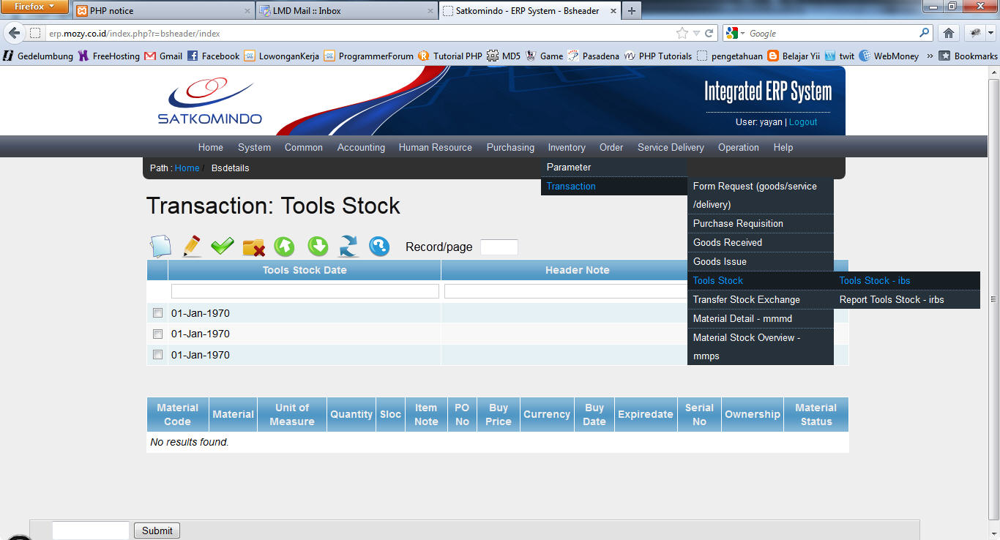 Firefox
PHP notice
LMD Mail :: Inbox
Satkomindo - ERP System - Bsheader
erp.mozy.co.id/index.php?r=bsheader/index
Google
Gedelumbung
FreeHosting
Gmail
Facebook
LowonganKerja
ProgrammerForum
Tutorial PHP
MD5
Game
Pasadena
PHP Tutorials
pengetahuan
Belajar Yii
twit
WebMoney
»
Bookmarks
SATKOMINDO
Integrated ERP System
User: yayan | Logout
Home
System
Common
Accounting
Human Resource
Purchasing
Inventory
Order
Service Delivery
Operation
Help
Path : Home / Bsdetails
Parameter
Transaction
Form Request (goods/service
/delivery)
Purchase Requisition
Goods Received
Goods Issue
Tools Stock
Transfer Stock Exchange
Material Detail - mmmd
Material Stock Overview -
mmps
Tools Stock - ibs
Report Tools Stock - irbs
Transaction: Tools Stock
Record/page
Tools Stock Date
Header Note
01-Jan-1970
01-Jan-1970
01-Jan-1970
Material
Code
Material
Unit of
Measure
Quantity
Sloc
Item
Note
PO
No
Buy
Price
Currency
Buy
Date
Expiredate
Serial
No
Ownership
Material
Status
No results found.
Submit